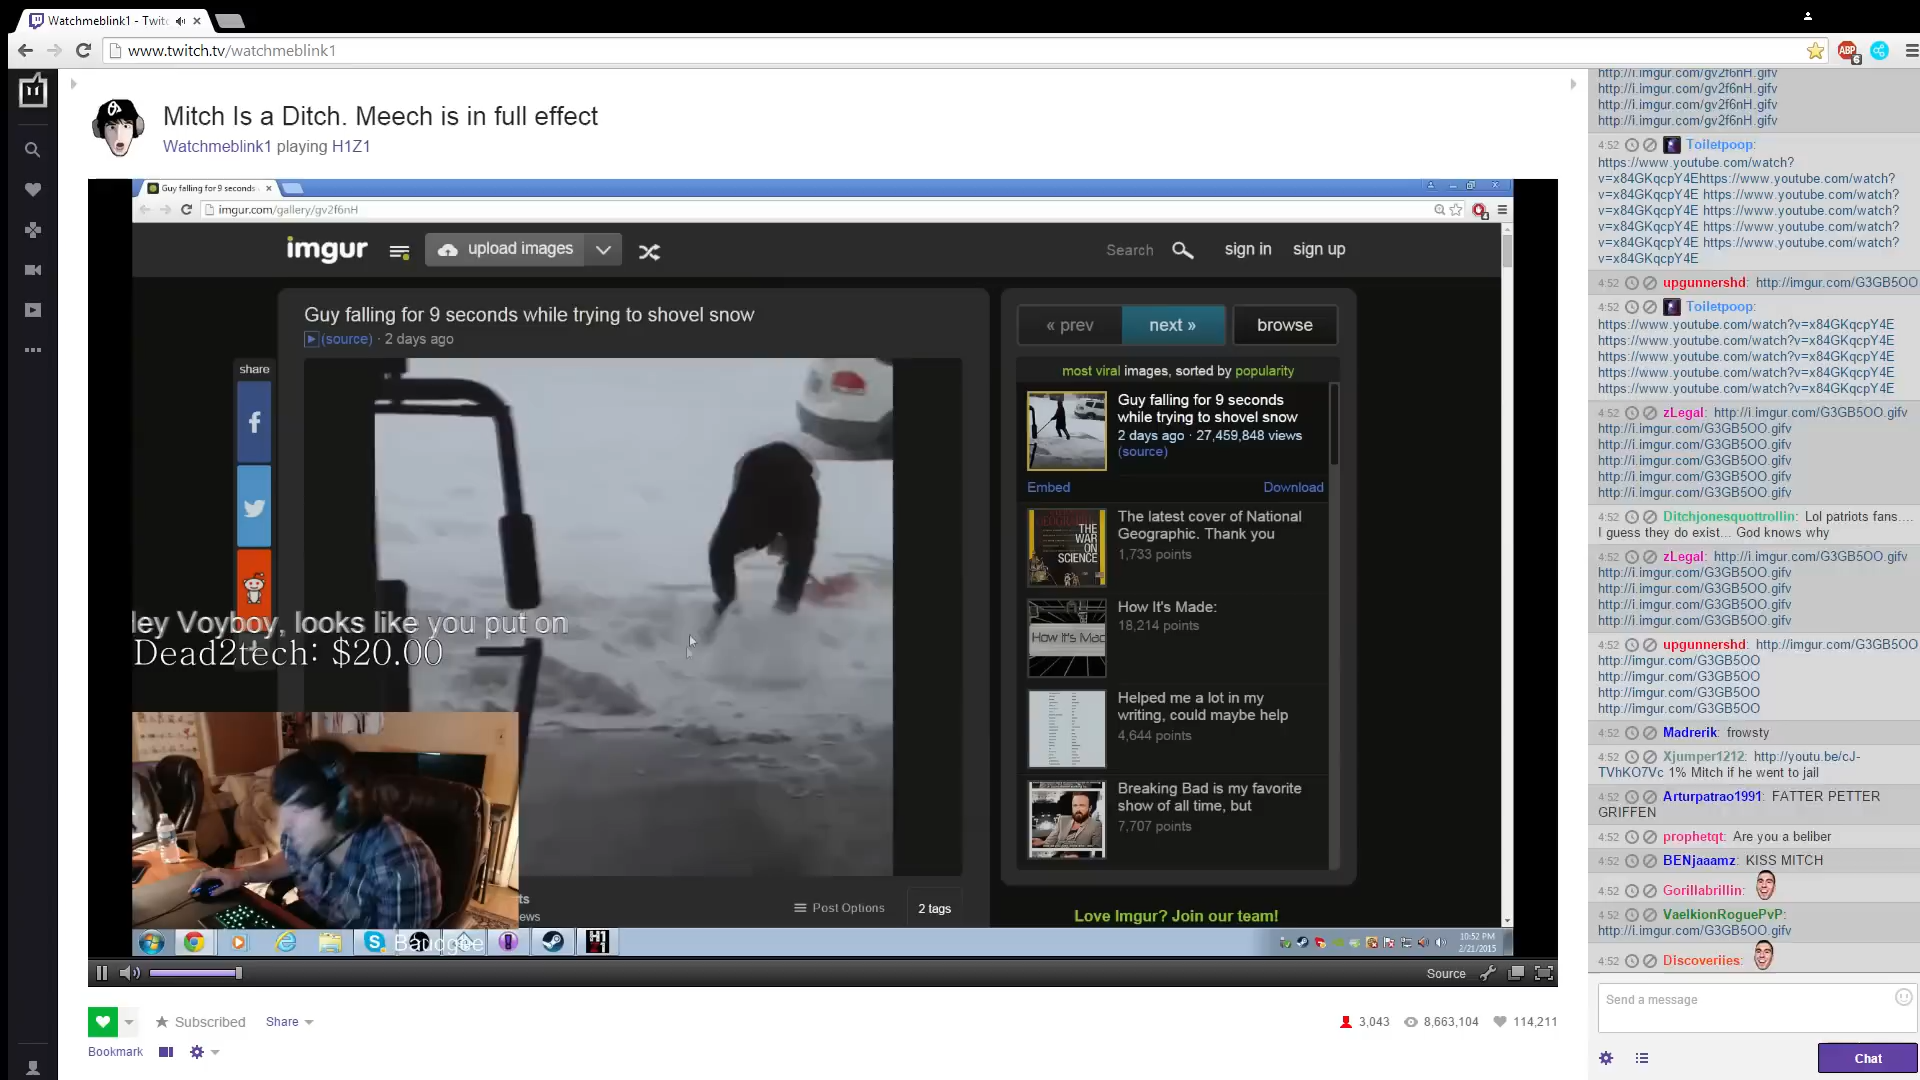 Watchmeblink1 - Twitc
www.twitch.tv/watchmeblink1
ABP
6
Mitch Is a Ditch. Meech is in full effect
Watchmeblink1 playing H1Z1
Guy falling for 9 seconds
imgur.com/gallery/gv2f6nH
imgur
upload images
Search
sign in
sign up
Guy falling for 9 seconds while trying to shovel snow
(source) · 2 days ago
share
ley Voyboy, looks like you put on
Dead2tech: $20.00
« prev
next »
browse
most viral images, sorted by popularity
Guy falling for 9 seconds
while trying to shovel snow
2 days ago · 27,459,848 views
(source)
Embed
Download
The latest cover of National
Geographic. Thank you
1,733 points
THE
WAR
ON
SCIENCE
How It's Made:
18,214 points
How It's Mad
Helped me a lot in my
writing, could maybe help
4,644 points
Breaking Bad is my favorite
show of all time, but
7,707 points
ts
ews
Post Options
2 tags
Love Imgur? Join our team!
H1
10:52 PM
2/21/2015
Source
Subscribed
Share
3,043
8,663,104
114,211
Bookmark
http://i.imgur.com/gv2f6nH.gifv
http://i.imgur.com/gv2f6nH.gifv
http://i.imgur.com/gv2f6nH.gifv
http://i.imgur.com/gv2f6nH.gifv
4:52 Toiletpoop:
https://www.youtube.com/watch?
v=x84GKqcpY4Ehttps://www.youtube.com/watch?
v=x84GKqcpY4E https://www.youtube.com/watch?
v=x84GKqcpY4E https://www.youtube.com/watch?
v=x84GKqcpY4E https://www.youtube.com/watch?
v=x84GKqcpY4E https://www.youtube.com/watch?
v=x84GKqcpY4E
4:52 upgunnershd: http://imgur.com/G3GB5OO
4:52 Toiletpoop:
https://www.youtube.com/watch?v=x84GKqcpY4E
https://www.youtube.com/watch?v=x84GKqcpY4E
https://www.youtube.com/watch?v=x84GKqcpY4E
https://www.youtube.com/watch?v=x84GKqcpY4E
https://www.youtube.com/watch?v=x84GKqcpY4E
4:52 zLegal: http://i.imgur.com/G3GB5OO.gifv
http://i.imgur.com/G3GB5OO.gifv
http://i.imgur.com/G3GB5OO.gifv
http://i.imgur.com/G3GB5OO.gifv
http://i.imgur.com/G3GB5OO.gifv
http://i.imgur.com/G3GB5OO.gifv
4:52 Ditchjonesquottrollin: Lol patriots fans....
I guess they do exist... God knows why
4:52 zLegal: http://i.imgur.com/G3GB5OO.gifv
http://i.imgur.com/G3GB5OO.gifv
http://i.imgur.com/G3GB5OO.gifv
http://i.imgur.com/G3GB5OO.gifv
http://i.imgur.com/G3GB5OO.gifv
4:52 upgunnershd: http://imgur.com/G3GB5OO
http://imgur.com/G3GB5OO
http://imgur.com/G3GB5OO
http://imgur.com/G3GB5OO
http://imgur.com/G3GB5OO
4:52 Madrerik: frowsty
4:52 Xjumper1212: http://youtu.be/cJ-
TVhKO7Vc 1% Mitch if he went to jail
4:52 Arturpatrao1991: FATTER PETTER
GRIFFEN
4:52 prophetqt: Are you a beliber
4:52 BENjaaamz: KISS MITCH
4:52 Gorillabrillin:
4:52 VaelkionRoguePvP:
http://i.imgur.com/G3GB5OO.gifv
4:52 Discoveriies:
Send a message
Chat